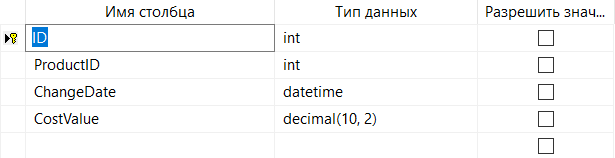 Имя столбца Тип данных Разрешить знач...
ID int
ProductID int
ChangeDate datetime
CostValue decimal(10, 2)